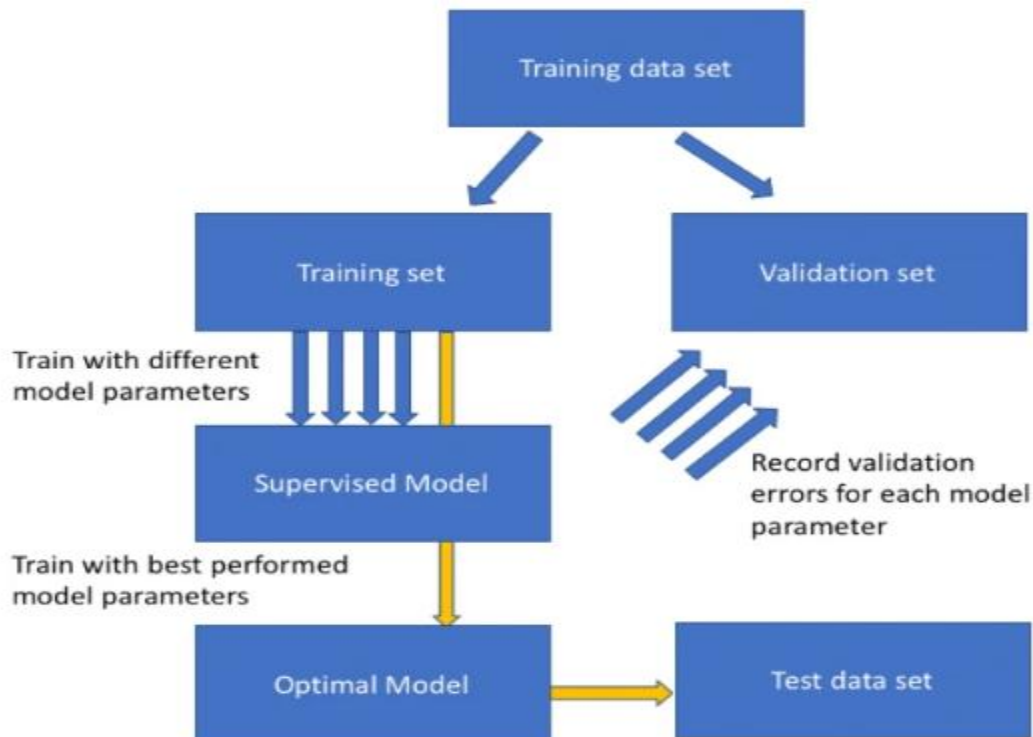 Training data set
Training set
Validation set
Train with different
model parameters
Supervised Model
Record validation
errors for each model
parameter
Train with best performed
model parameters
Optimal Model
Test data set